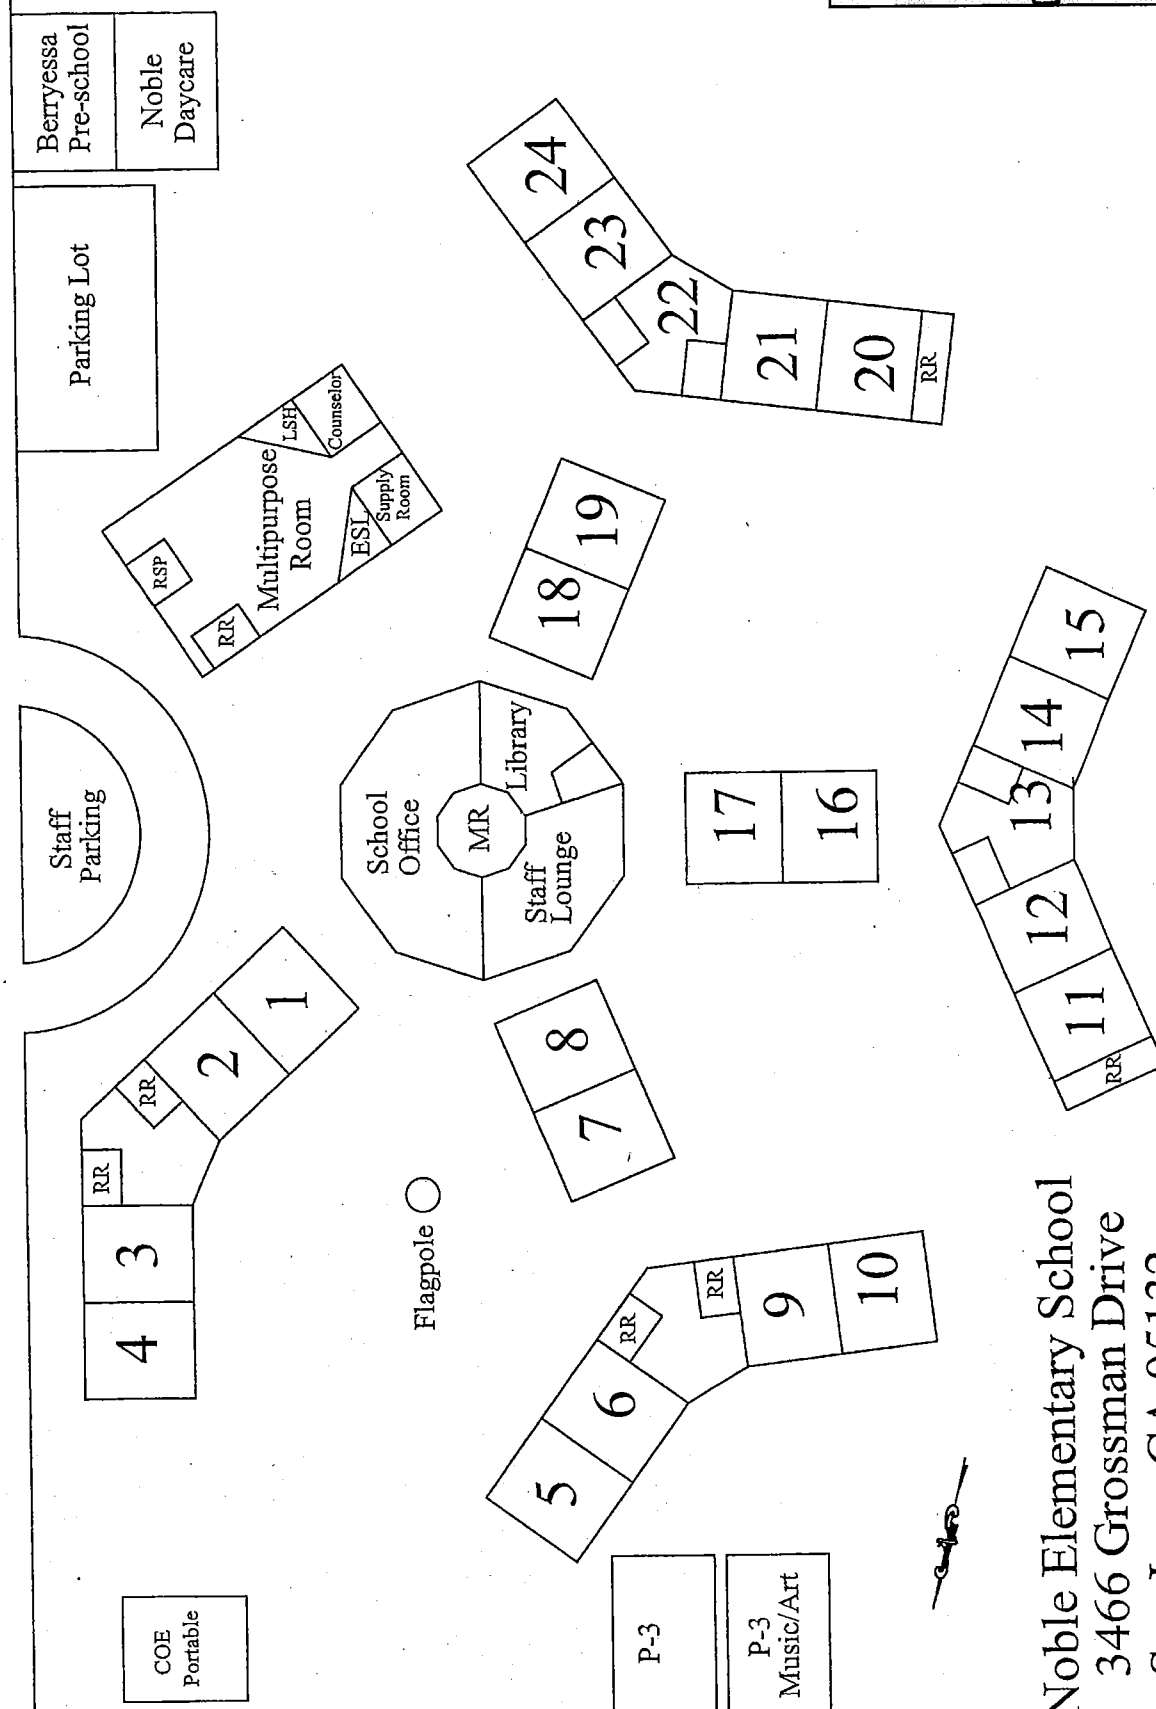 Berryessa
Pre-school
Noble
Daycare
Parking Lot
Staff
Parking
RSP
RR
Multipurpose
Room
LSH
Counselor
ESL
Supply
Room
24
23
22
21
20
RR
18
19
School
Office
MR
Library
Staff
Lounge
17
16
15
14
13
12
11
RR
1
2
RR
RR
3
4
8
7
Flagpole
5
6
RR
RR
9
10
COE
Portable
P-3
P-3
Music/Art
Noble Elementary School
3466 Grossman Drive